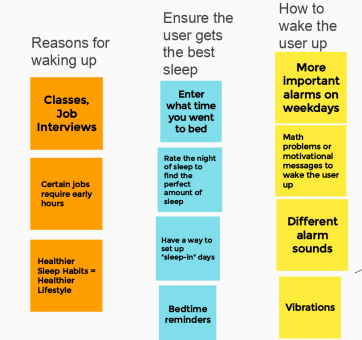 Reasons for
waking up
Classes,
Job
Interviews
Certain jobs
require early
hours
Healthier
Sleep Habits =
Healthier
Lifestyle
Ensure the
user gets
the best
sleep
Enter
what time
you went
to bed
Rate the night
of sleep to
find the
perfect
amount of
sleep
Have a way to
set up
"sleep-in" days
Bedtime
reminders
How to
wake the
user up
More
important
alarms on
weekdays
Math
problems or
motivational
messages to
wake the user
up
Different
alarm
sounds
Vibrations